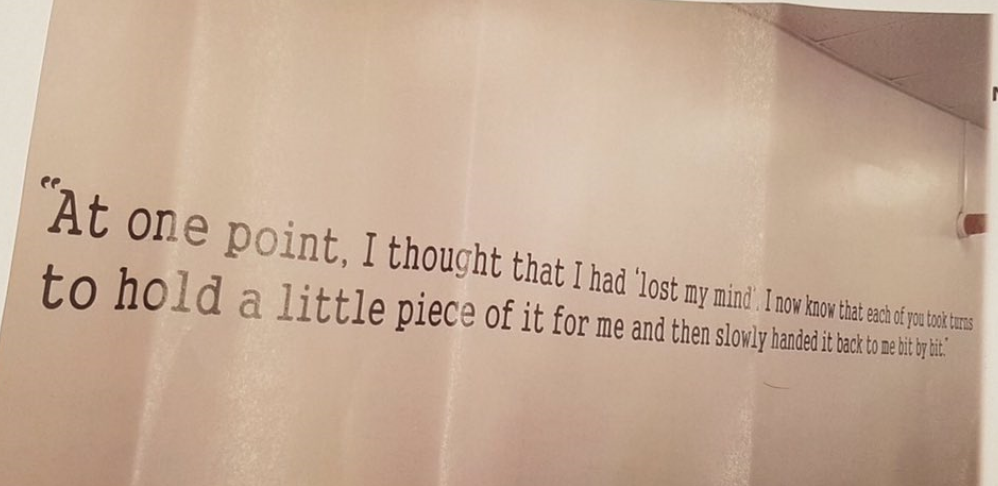 “At one point, I thought that I had ‘lost my mind’. I now know that each of you took turns
to hold a little piece of it for me and then slowly handed it back to me bit by bit.”